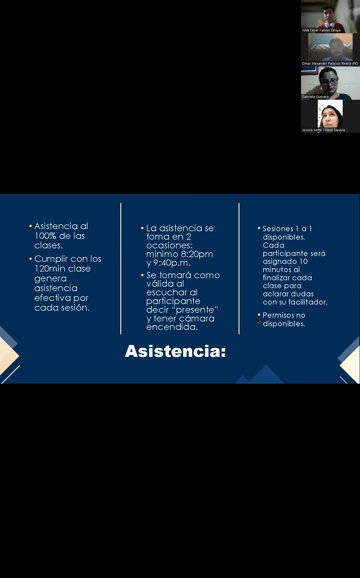 • Asistencia al
100% de las
clases.
• Cumplir con los
120min clase
genera
asistencia
efectiva por
cada sesión.
• La asistencia se
toma en 2
ocasiones:
mínimo 8:20pm
y 9:40p.m.
• Se tomará como
válida al
escuchar al
participante
decir “presente”
y tener cámara
encendida.
• Sesiones 1 a 1
disponibles.
Cada
participante será
asignado 10
minutos al
finalizar cada
clase para
aclarar dudas
con su facilitador.
• Permisos no
disponibles.
Asistencia: